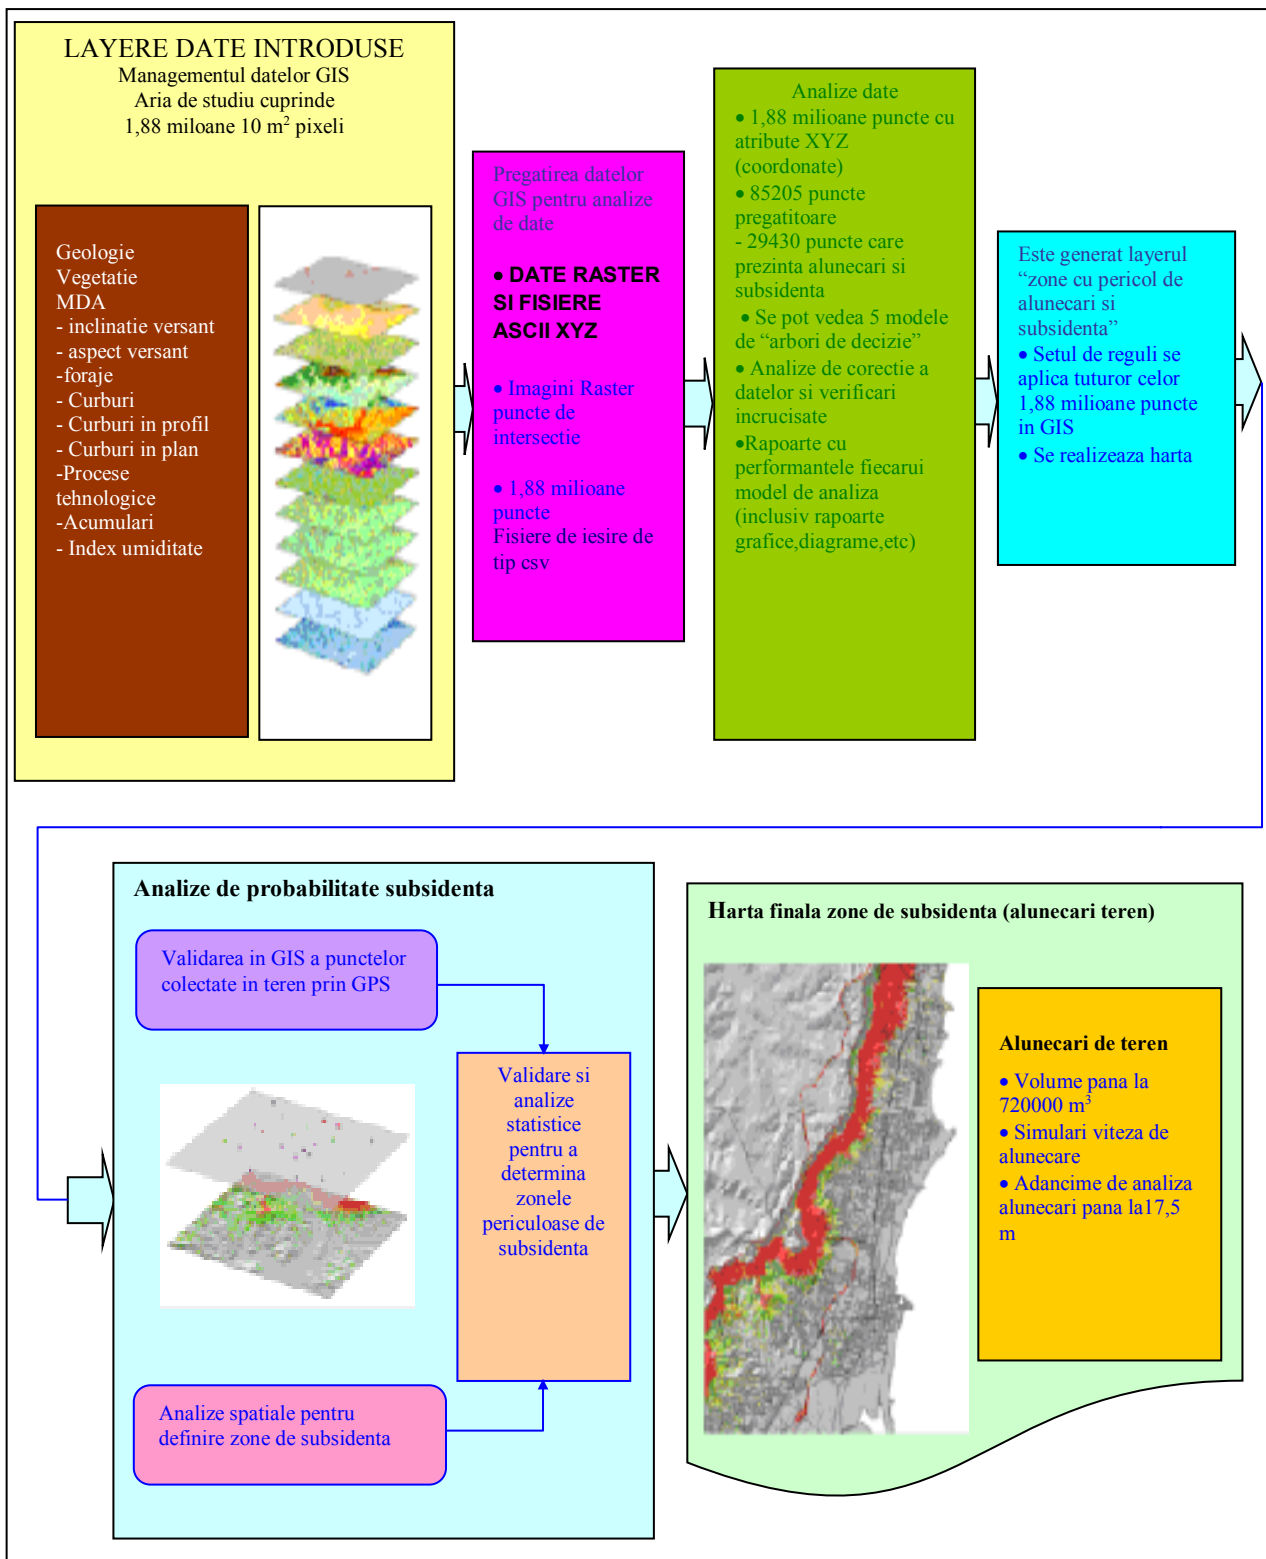 LAYERE DATE INTRODUSE
Managementul datelor GIS
Aria de studiu cuprinde
1,88 miloane 10 m² pixeli
Geologie
Vegetatie
MDA
- inclinatie versant
- aspect versant
-foraje
- Curburi
- Curburi in profil
- Curburi in plan
-Procese
tehnologice
-Acumulari
- Index umiditate
Pregatirea datelor
GIS pentru analize
de date
• DATE RASTER
SI FISIERE
ASCII XYZ
• Imagini Raster
puncte de
intersectie
• 1,88 milioane
puncte
Fisiere de iesire de
tip csv
Analize date
• 1,88 milioane puncte cu
atribute XYZ
(coordonate)
• 85205 puncte
pregatitoare
- 29430 puncte care
prezinta alunecari si
subsidenta
• Se pot vedea 5 modele
de “arbori de decizie”
• Analize de corectie a
datelor si verificari
incrucisate
•Rapoarte cu
performantele fiecarui
model de analiza
(inclusiv rapoarte
grafice,diagrame,etc)
Este generat layerul
“zone cu pericol de
alunecari si
subsidenta”
• Setul de reguli se
aplica tuturor celor
1,88 milioane puncte
in GIS
• Se realizeaza harta
Analize de probabilitate subsidenta
Validarea in GIS a punctelor
colectate in teren prin GPS
Validare si
analize
statistice
pentru a
determina
zonele
periculoase de
subsidenta
Analize spatiale pentru
definire zone de subsidenta
Harta finala zone de subsidenta (alunecari teren)
Alunecari de teren
• Volume pana la
720000 m³
• Simulari viteza de
alunecare
• Adancime de analiza
alunecari pana la17,5
m